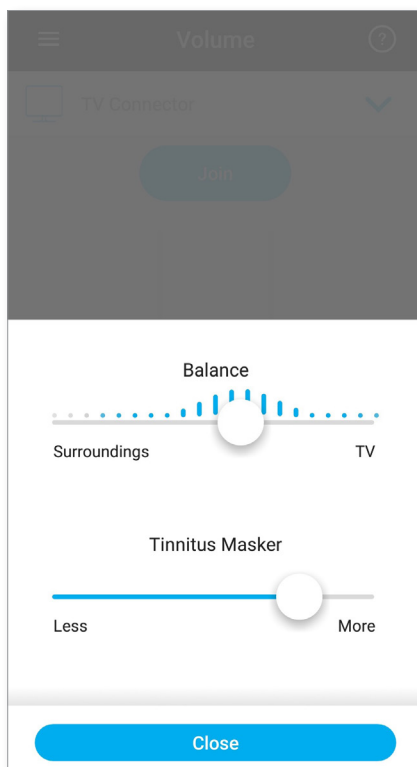 Volume
?
TV Connector
Join
Balance
Surroundings TV
Tinnitus Masker
Less More
Close